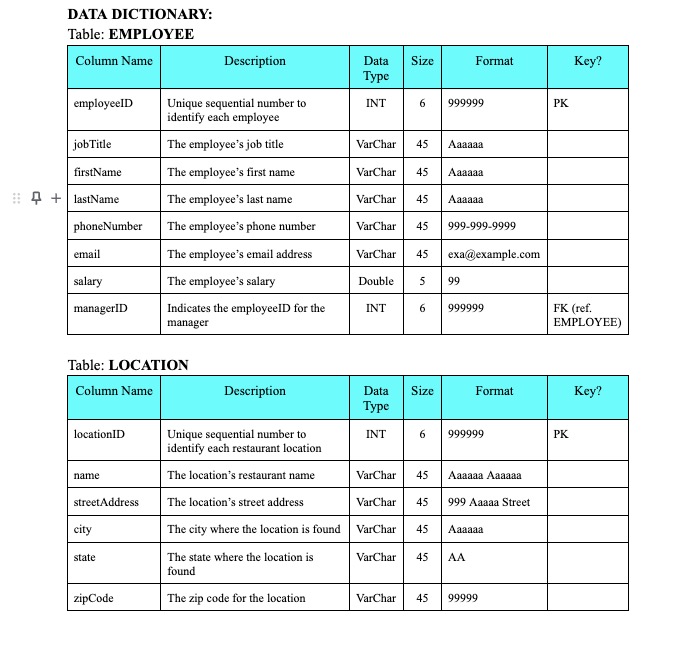 DATA DICTIONARY:
Table: EMPLOYEE
Column Name Description Data Type Size Format Key?
employeeID Unique sequential number to identify each employee INT 6 999999 PK
jobTitle The employee’s job title VarChar 45 Aaaaaa
firstName The employee’s first name VarChar 45 Aaaaaa
lastName The employee’s last name VarChar 45 Aaaaaa
phoneNumber The employee’s phone number VarChar 45 999-999-9999
email The employee’s email address VarChar 45 exa@example.com
salary The employee’s salary Double 5 99
managerID Indicates the employeeID for the manager INT 6 999999 FK (ref. EMPLOYEE)
Table: LOCATION
Column Name Description Data Type Size Format Key?
locationID Unique sequential number to identify each restaurant location INT 6 999999 PK
name The location’s restaurant name VarChar 45 Aaaaaa Aaaaaa
streetAddress The location’s street address VarChar 45 999 Aaaaa Street
city The city where the location is found VarChar 45 Aaaaaa
state The state where the location is found VarChar 45 AA
zipCode The zip code for the location VarChar 45 99999